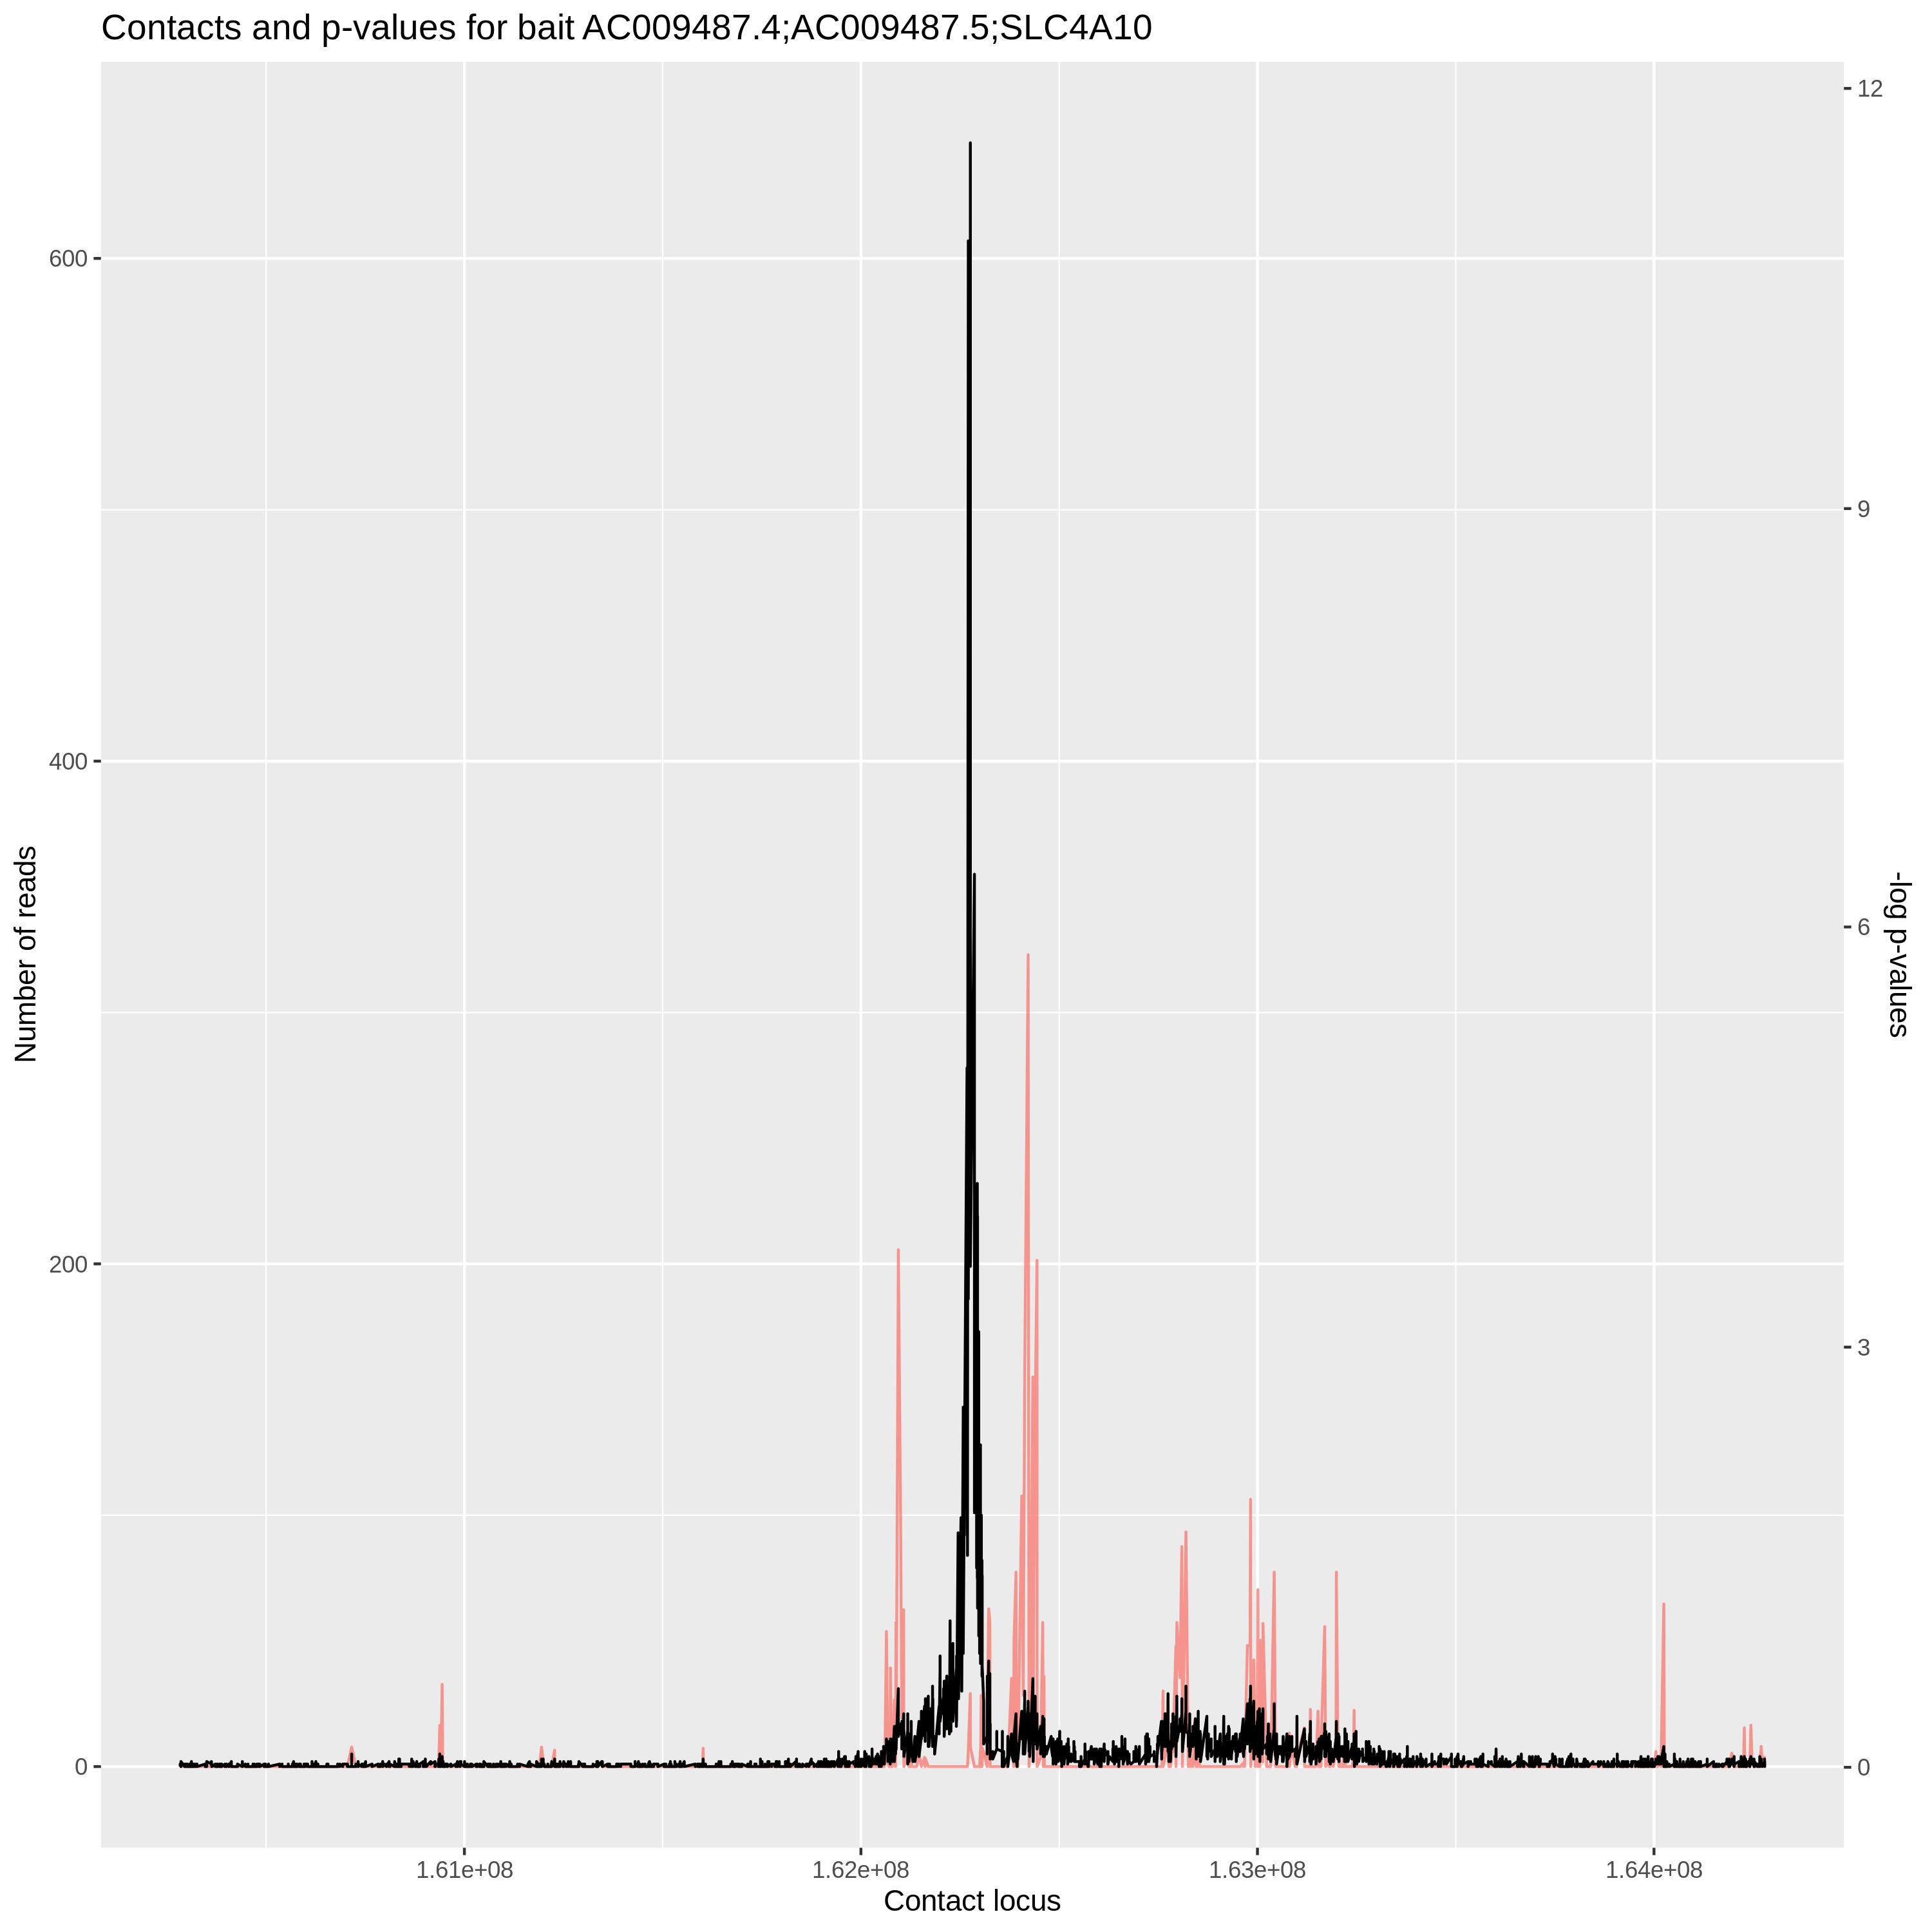 Contacts and p-values for bait AC009487.4;AC009487.5;SLC4A10
12
600
9
400
Number of reads
6
-log p-values
200
3
0
0
1.61e+08
1.62e+08
1.63e+08
1.64e+08
Contact locus